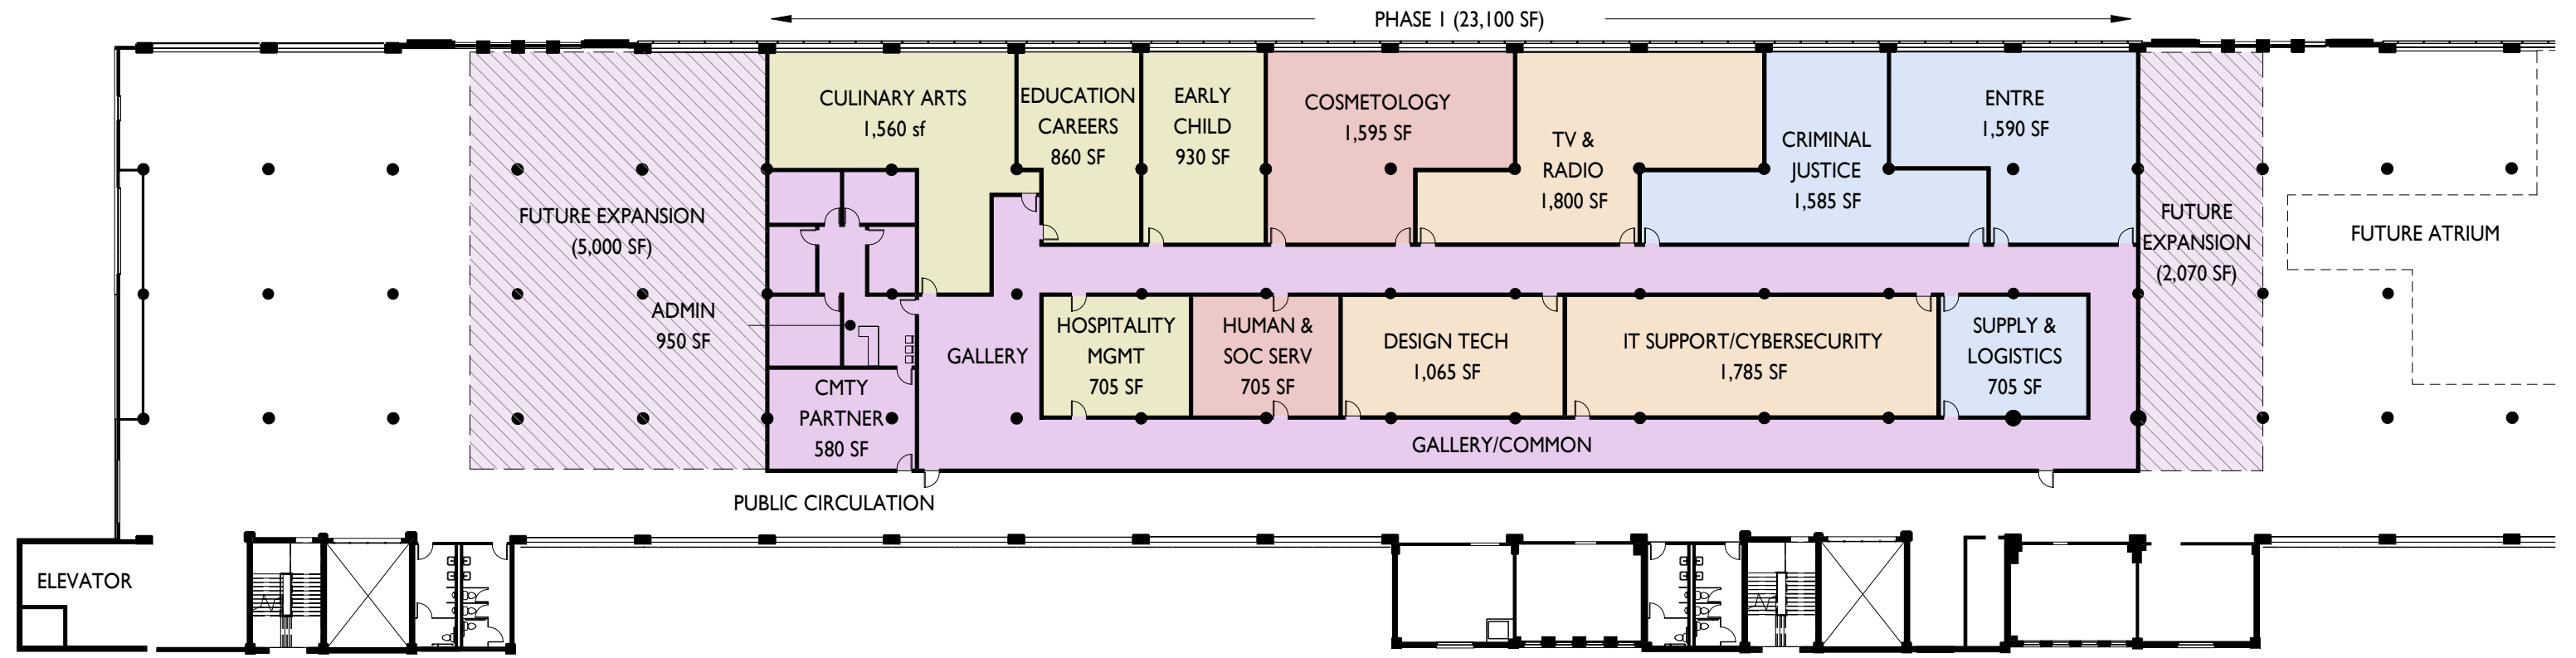 PHASE 1 (23,100 SF)
CULINARY ARTS
1,560 sf
EDUCATION
CAREERS
860 SF
EARLY
CHILD
930 SF
COSMETOLOGY
1,595 SF
TV &
RADIO
1,800 SF
CRIMINAL
JUSTICE
1,585 SF
ENTRE
1,590 SF
FUTURE EXPANSION
(5,000 SF)
FUTURE
EXPANSION
(2,070 SF)
FUTURE ATRIUM
ADMIN
950 SF
GALLERY
HOSPITALITY
MGMT
705 SF
HUMAN &
SOC SERV
705 SF
DESIGN TECH
1,065 SF
IT SUPPORT/CYBERSECURITY
1,785 SF
SUPPLY &
LOGISTICS
705 SF
CMTY
PARTNER
580 SF
GALLERY/COMMON
PUBLIC CIRCULATION
ELEVATOR